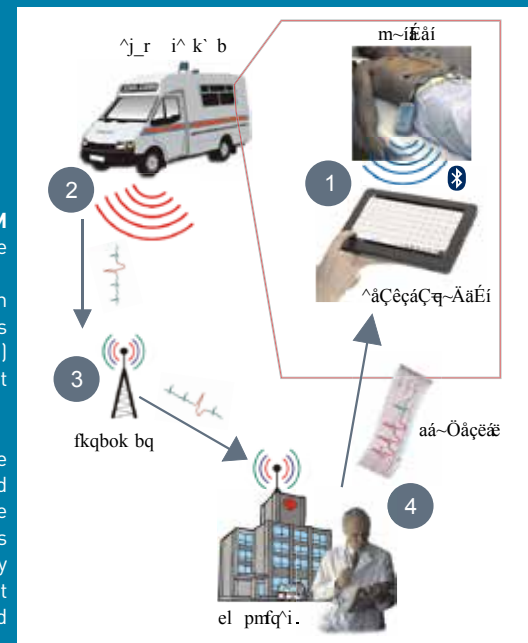 ^j_r i^ k` b
m~íáÉåí
1
2
^åÇêçáÇ q~ÄäÉí
M
e
n
s
)
t
3
fkqbok bq
aá~Öåçëáë
e
d
e
s
y
t
d
4
el pmfq^i.